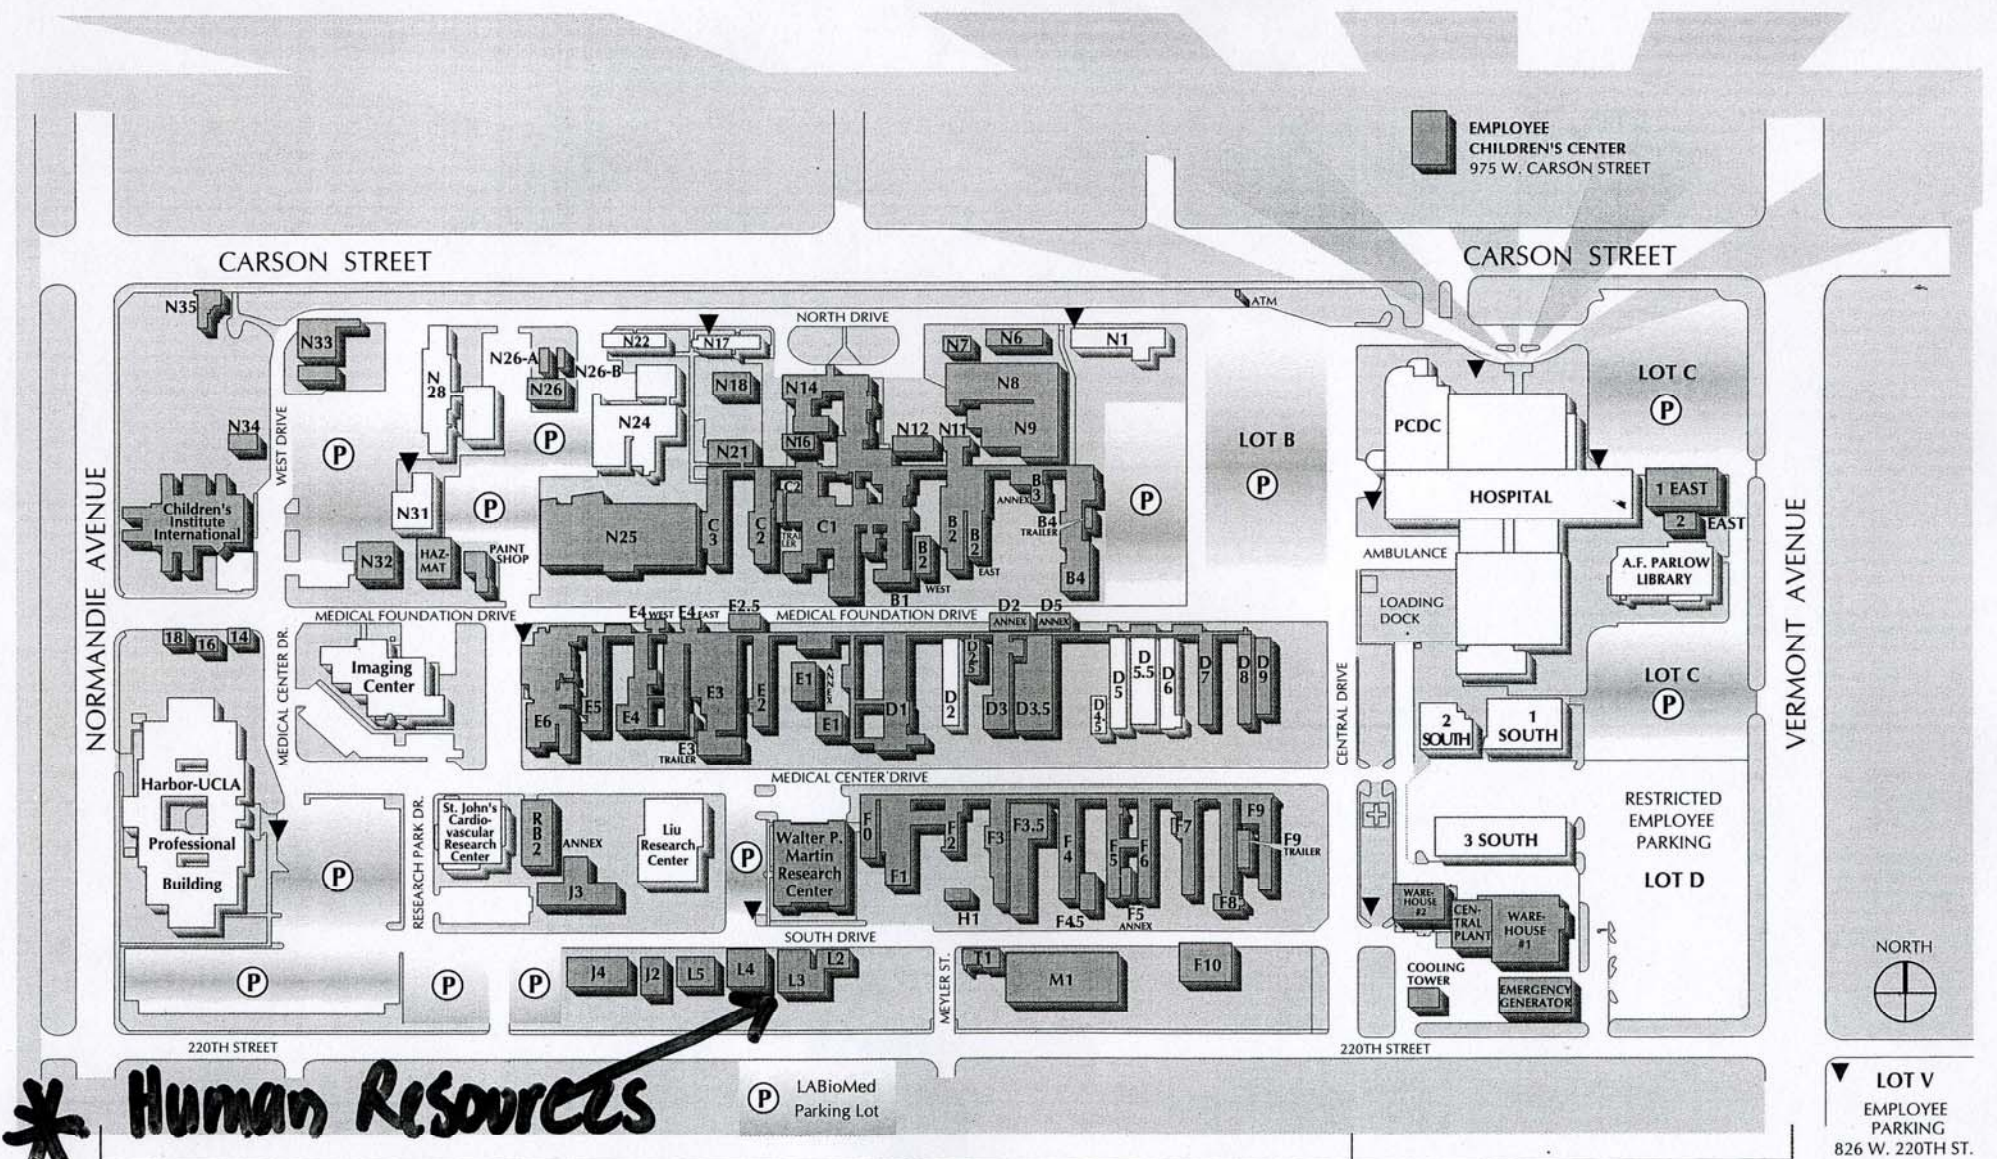 EMPLOYEE
CHILDREN'S CENTER
975 W. CARSON STREET
CARSON STREET
CARSON STREET
ATM
NORTH DRIVE
N35
N33
N 28
N26-A
N26-B
N26
N22
N17
N18
N24
N21
N14
N16
N12
N11
N7
N6
N8
N9
N1
N34
WEST DRIVE
P
P
P
P
LOT B
P
LOT C
P
PCDC
HOSPITAL
1 EAST
2 EAST
A.F. PARLOW
LIBRARY
AMBULANCE
LOADING
DOCK
NORMANDIE AVENUE
VERMONT AVENUE
Children's
Institute
International
N31
N32
HAZ-
MAT
PAINT
SHOP
N25
C3
C2
C2
TRAI
LER
C1
B1
B2
WEST
B2
B2
EAST
B3
ANNEX
B4
TRAILER
B4
MEDICAL FOUNDATION DRIVE
MEDICAL FOUNDATION DRIVE
E4 WEST
E4 EAST
E2.5
D2
ANNEX
D5
ANNEX
18
16
14
MEDICAL CENTER DR.
Imaging
Center
E6
E5
E4
E3
E3
TRAILER
E2
E1
ANNEX
E1
D1
D2
D2.5
D3
D3.5
D4.5
D5
D5.5
D6
D7
D8
D9
CENTRAL DRIVE
LOT C
P
2
SOUTH
1
SOUTH
MEDICAL CENTER DRIVE
Harbor-UCLA
Professional
Building
P
RESEARCH PARK DR.
St. John's
Cardio-
vascular
Research
Center
RB2
ANNEX
J3
Liu
Research
Center
P
Walter P.
Martin
Research
Center
F0
F1
F2
F3
F3.5
F4
F4.5
F5
F5
ANNEX
F6
F7
F8
F9
F9
TRAILER
H1
3 SOUTH
RESTRICTED
EMPLOYEE
PARKING
LOT D
WARE-
HOUSE
#2
CEN-
TRAL
PLANT
WARE-
HOUSE
#1
COOLING
TOWER
EMERGENCY
GENERATOR
SOUTH DRIVE
P
P
P
J4
J2
L5
L4
L3
L2
MEYLER ST.
T1
M1
F10
NORTH
220TH STREET
220TH STREET
Human Resources
P
LABioMed
Parking Lot
LOT V
EMPLOYEE
PARKING
826 W. 220TH ST.